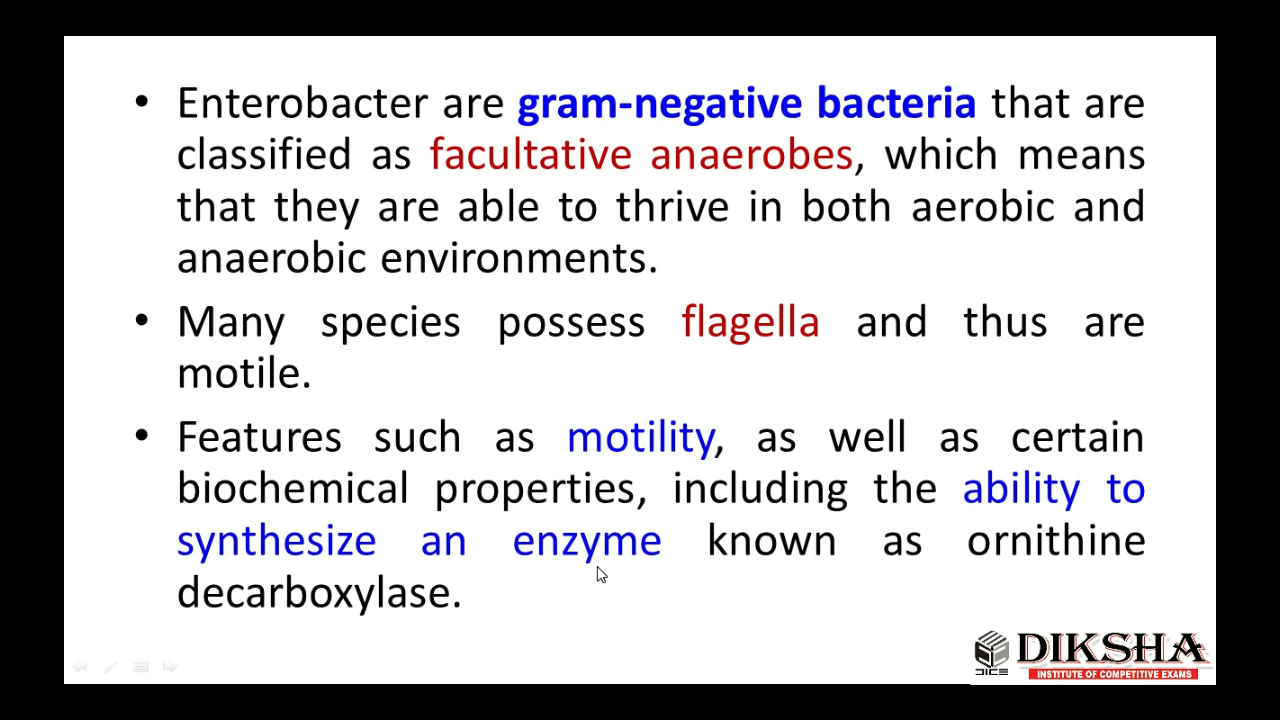 • Enterobacter are gram-negative bacteria that are
classified as facultative anaerobes, which means
that they are able to thrive in both aerobic and
anaerobic environments.
• Many species possess flagella and thus are
motile.
• Features such as motility, as well as certain
biochemical properties, including the ability to
synthesize an enzyme known as ornithine
decarboxylase.
DICE
DIKSHA
INSTITUTE OF COMPETITIVE EXAMS